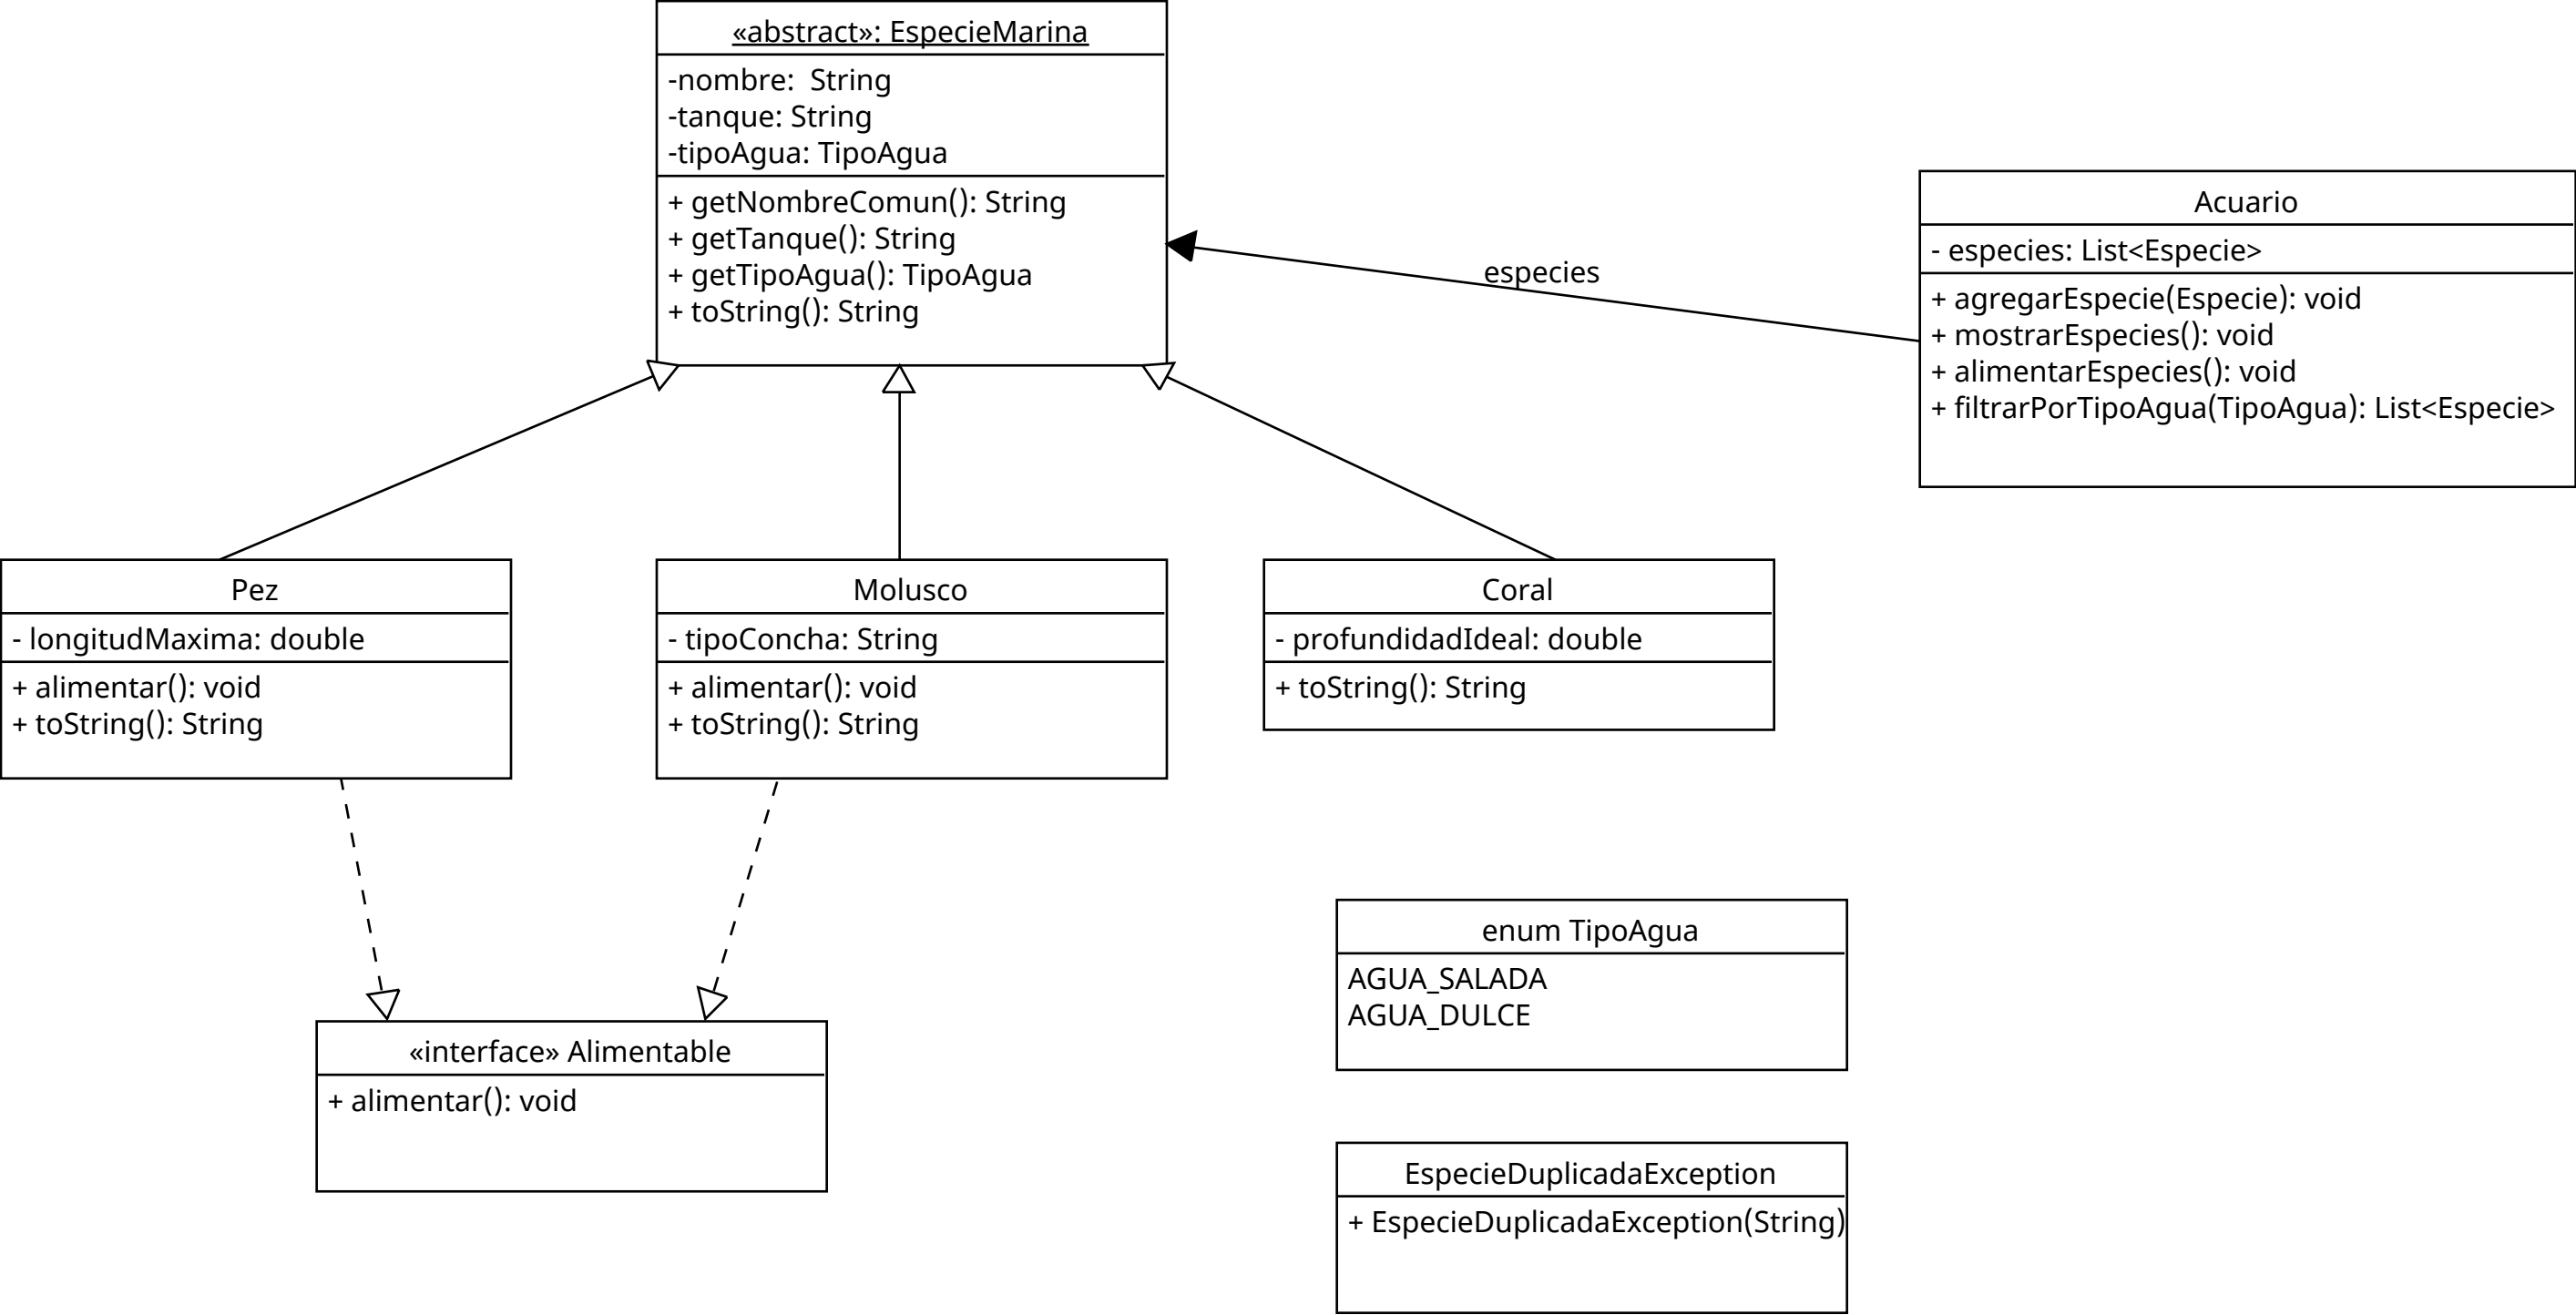 «abstract»: EspecieMarina
-nombre:  String
-tanque: String
-tipoAgua: TipoAgua
+ getNombreComun(): String
+ getTanque(): String
+ getTipoAgua(): TipoAgua
+ toString(): String
especies
Acuario
- especies: List<Especie>
+ agregarEspecie(Especie): void
+ mostrarEspecies(): void
+ alimentarEspecies(): void
+ filtrarPorTipoAgua(TipoAgua): List<Especie>
Pez
- longitudMaxima: double
+ alimentar(): void
+ toString(): String
Molusco
- tipoConcha: String
+ alimentar(): void
+ toString(): String
Coral
- profundidadIdeal: double
+ toString(): String
«interface» Alimentable
+ alimentar(): void
enum TipoAgua
AGUA_SALADA
AGUA_DULCE
EspecieDuplicadaException
+ EspecieDuplicadaException(String)